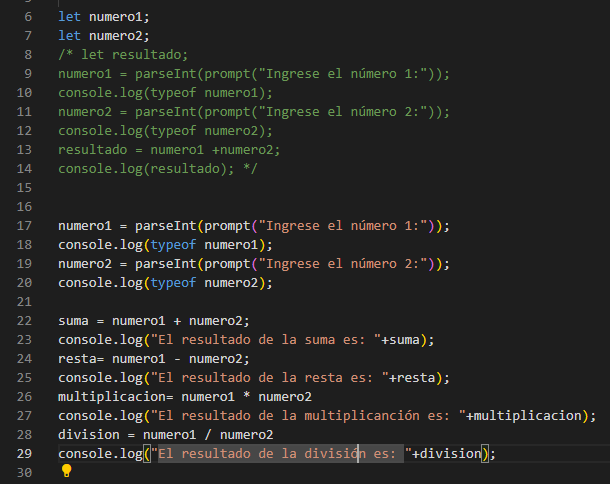 6 let numero1;
7 let numero2;
8 /* let resultado;
9 numero1 = parseInt(prompt("Ingrese el número 1:"));
10 console.log(typeof numero1);
11 numero2 = parseInt(prompt("Ingrese el número 2:"));
12 console.log(typeof numero2);
13 resultado = numero1 +numero2;
14 console.log(resultado); */
15
16
17 numero1 = parseInt(prompt("Ingrese el número 1:"));
18 console.log(typeof numero1);
19 numero2 = parseInt(prompt("Ingrese el número 2:"));
20 console.log(typeof numero2);
21
22 suma = numero1 + numero2;
23 console.log("El resultado de la suma es: "+suma);
24 resta= numero1 - numero2;
25 console.log("El resultado de la resta es: "+resta);
26 multiplicacion= numero1 * numero2
27 console.log("El resultado de la multiplicanción es: "+multiplicacion);
28 division = numero1 / numero2
29 console.log("El resultado de la división es: "+division);
30